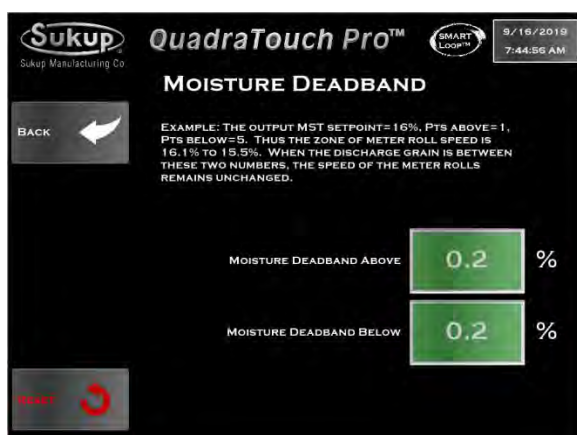 Sukup
Sukup Manufacturing Co.
QuadraTouch Pro™
SMART
LOOP™
9/16/2019
7:44:56 AM
MOISTURE DEADBAND
BACK
EXAMPLE: THE OUTPUT MST SETPOINT=16%, PTS ABOVE=1,
PTS BELOW=5. THUS THE ZONE OF METER ROLL SPEED IS
16.1% TO 15.5%. WHEN THE DISCHARGE GRAIN IS BETWEEN
THESE TWO NUMBERS, THE SPEED OF THE METER ROLLS
REMAINS UNCHANGED.
MOISTURE DEADBAND ABOVE 0.2 %
MOISTURE DEADBAND BELOW 0.2 %
RESET